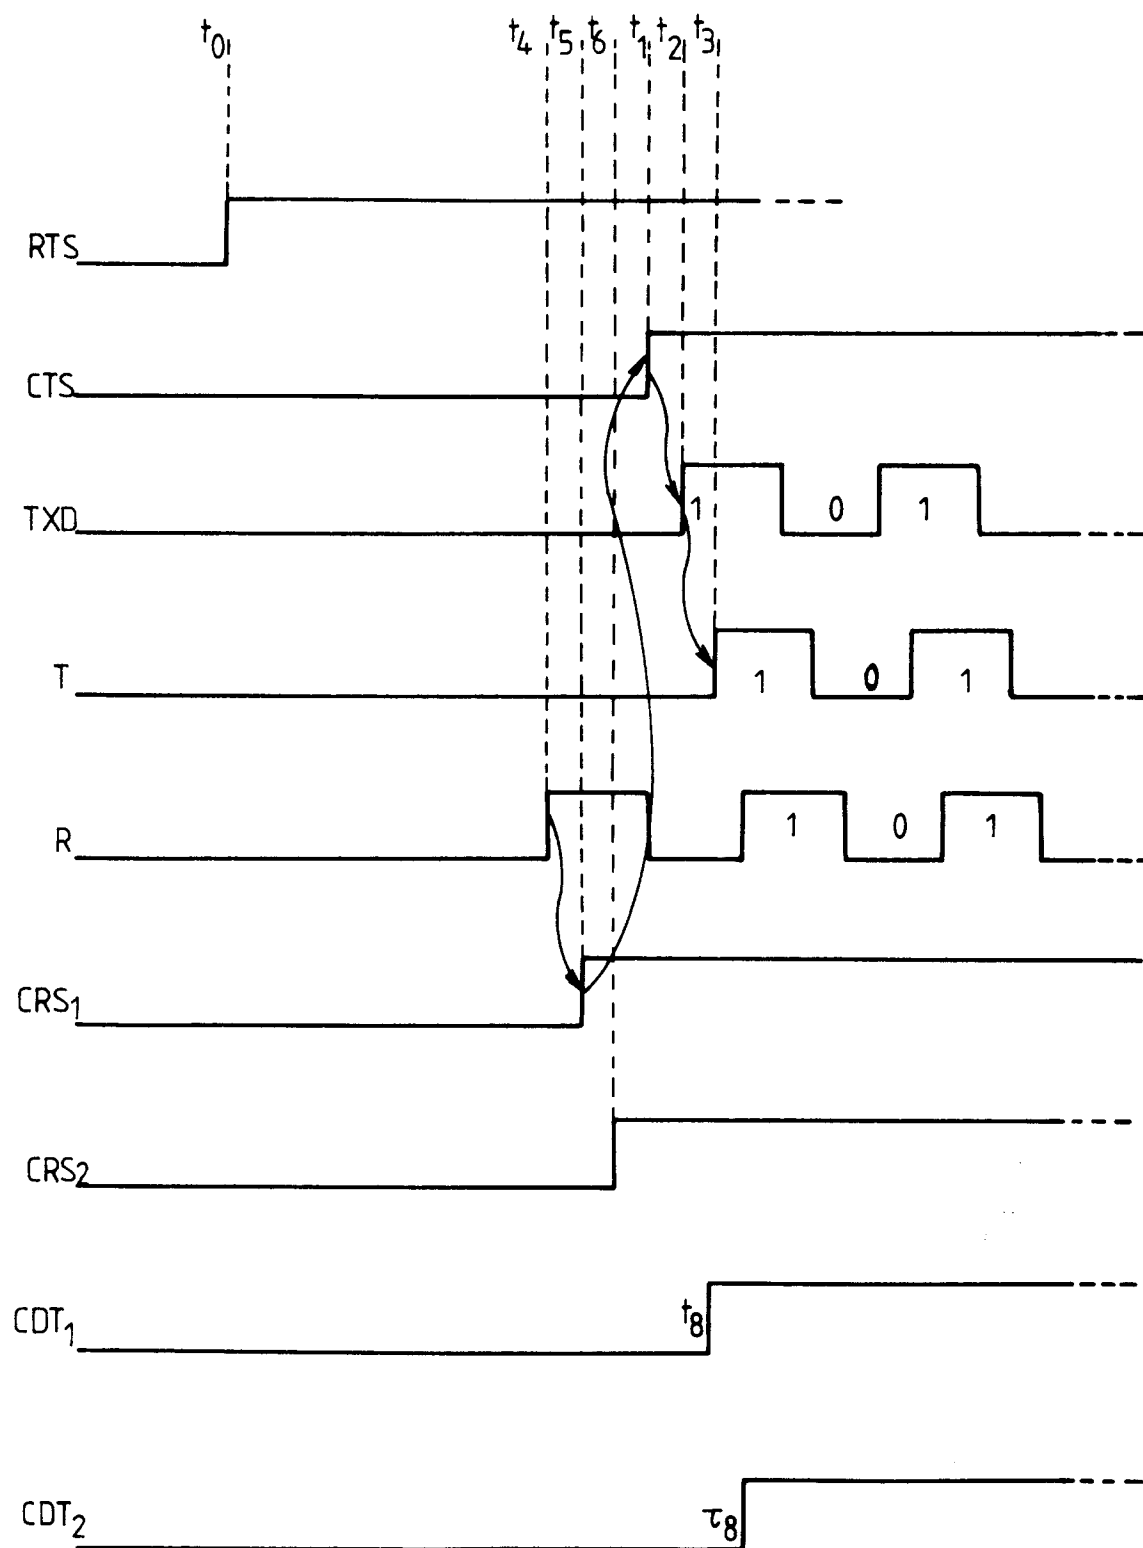 t0 t4 t5 t6 t1 t2 t3
RTS
CTS
TXD 1 0 1
T 1 0 1
R 1 0 1
CRS1
CRS2
CDT1 t8
CDT2 τ8